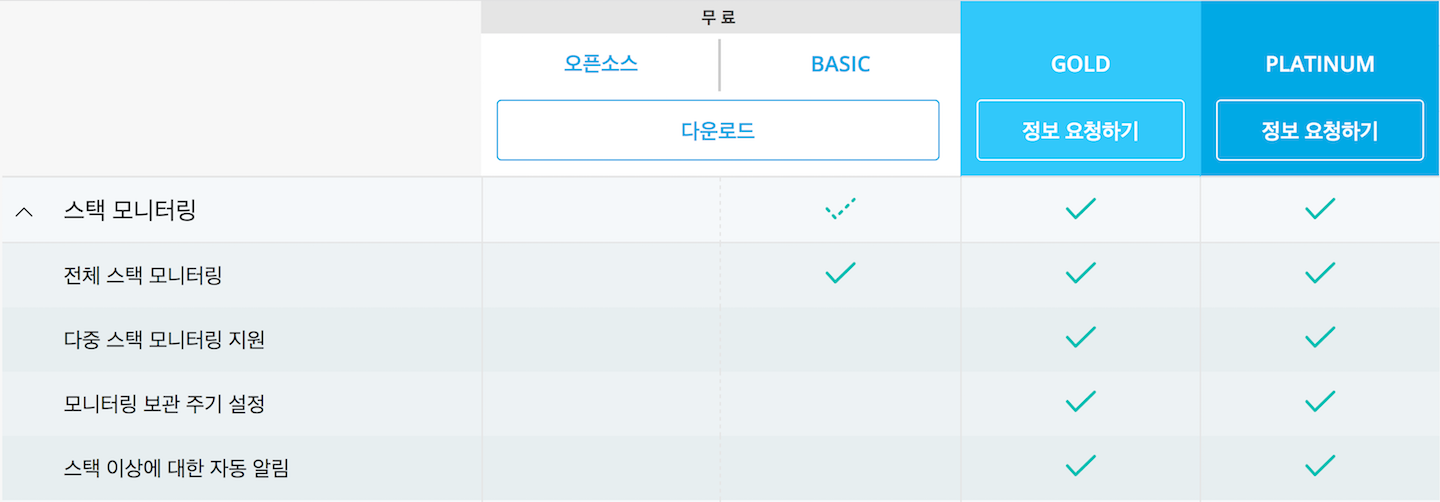 무료
오픈소스
BASIC
GOLD
PLATINUM
다운로드
정보 요청하기
정보 요청하기
스택 모니터링
전체 스택 모니터링
다중 스택 모니터링 지원
모니터링 보관 주기 설정
스택 이상에 대한 자동 알림